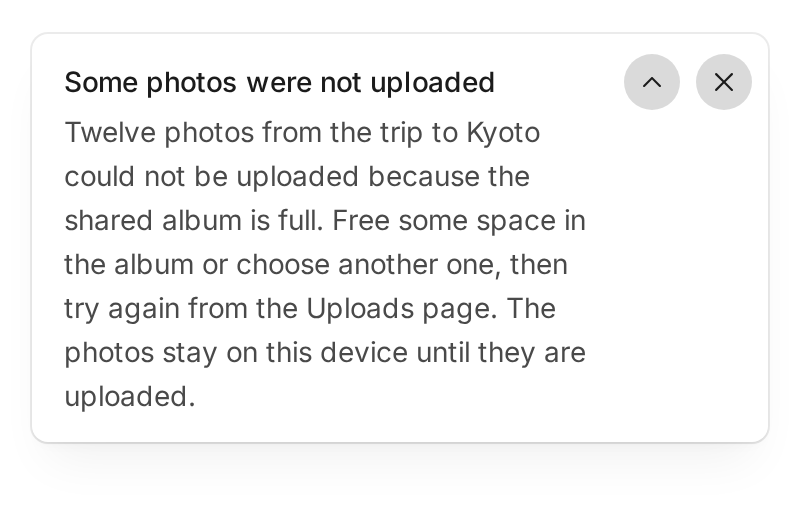 Some photos were not uploaded
Twelve photos from the trip to Kyoto
could not be uploaded because the
shared album is full. Free some space in
the album or choose another one, then
try again from the Uploads page. The
photos stay on this device until they are
uploaded.